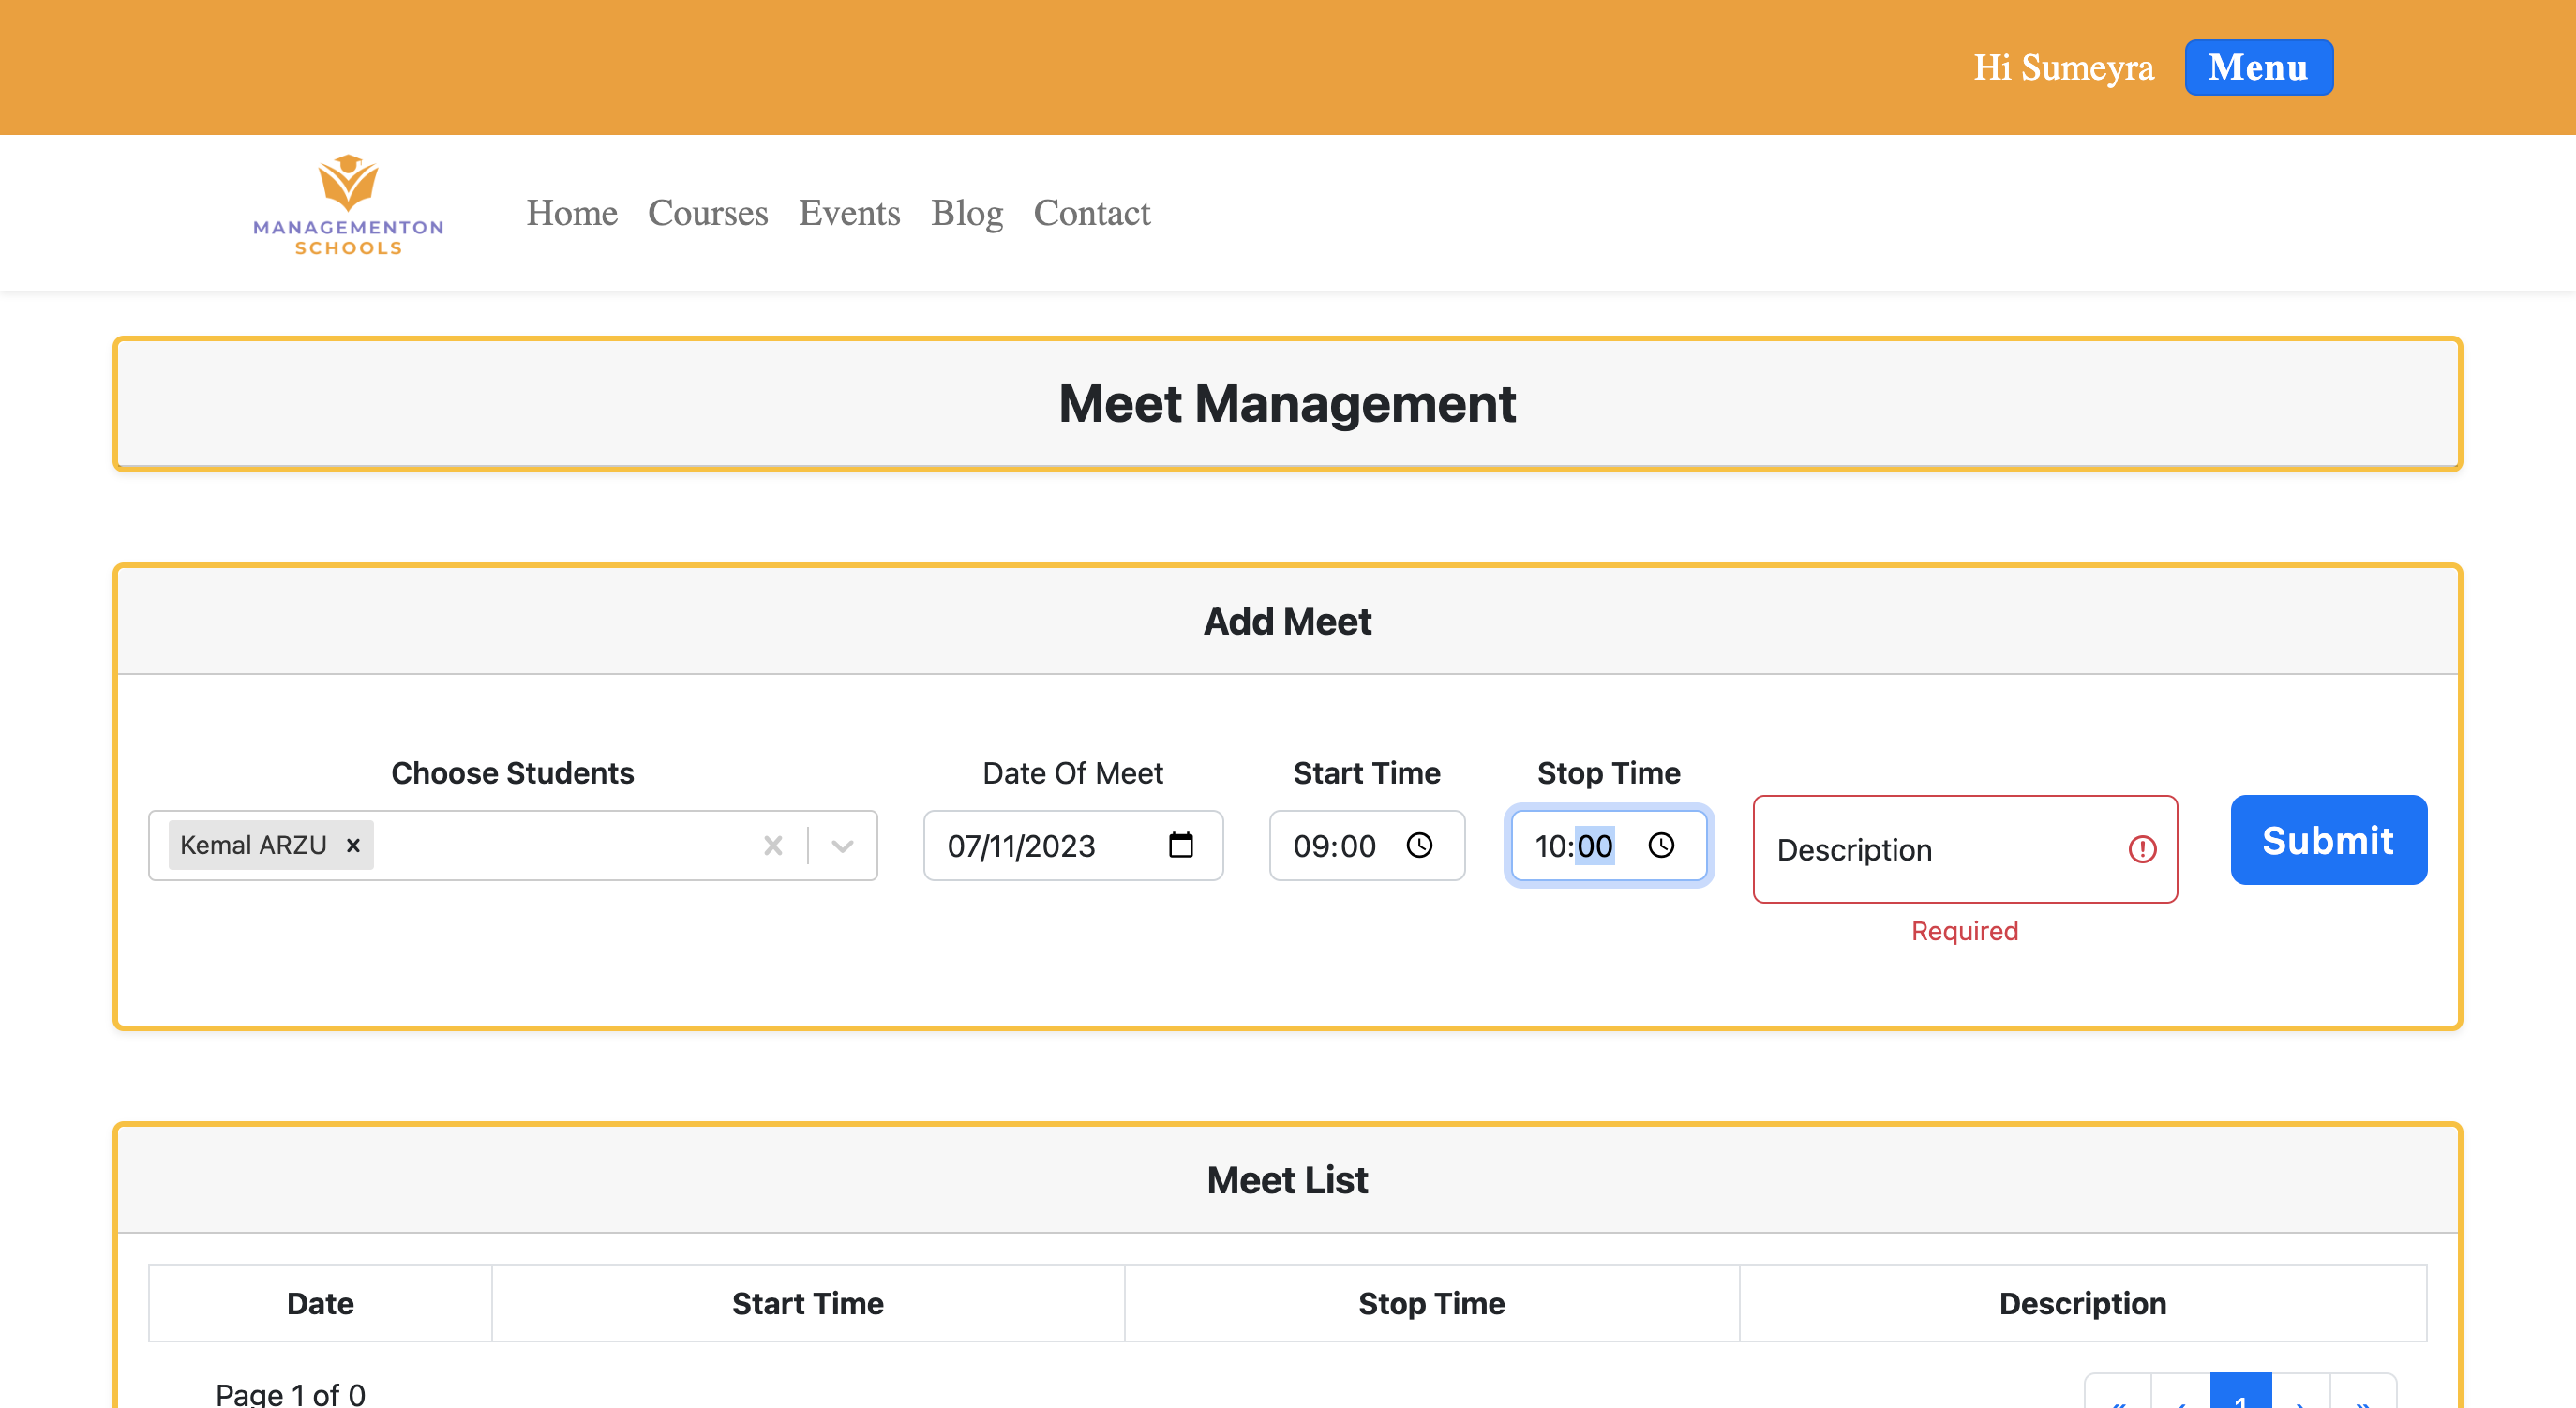 Hi Sumeyra Menu
MANAGEMENTON
SCHOOLS
Home Courses Events Blog Contact
Meet Management
Add Meet
Choose Students Date Of Meet Start Time Stop Time
Kemal ARZU 07/11/2023 09:00 10:00 Description Submit
Required
Meet List
Date Start Time Stop Time Description
Page 1 of 0 « ‹ 1 › »